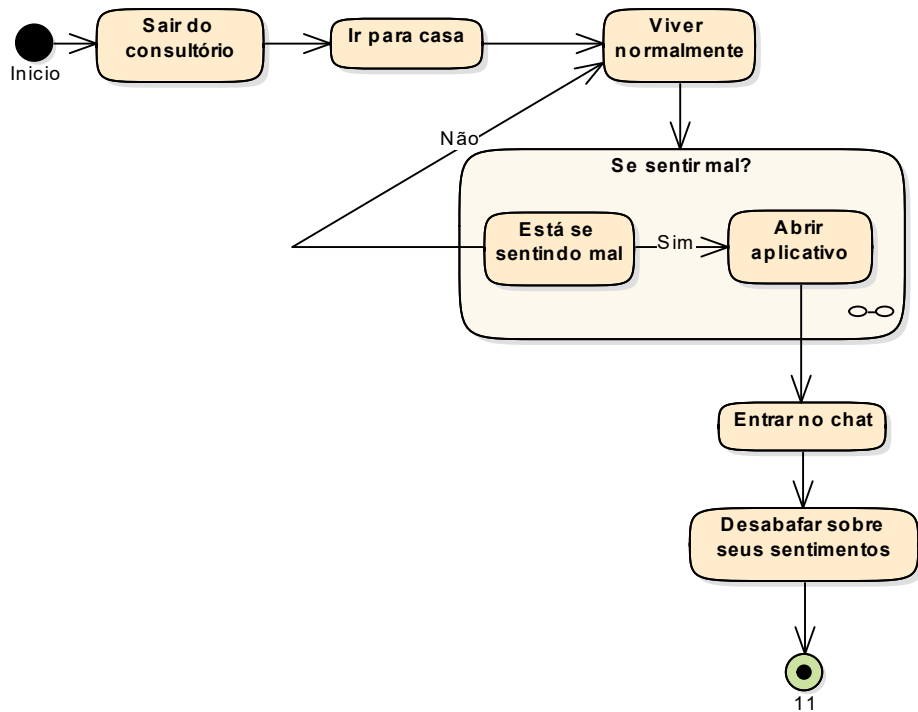 Sair do
consultório
Ir para casa
Viver
normalmente
Inicio
Não
Se sentir mal?
Está se
sentindo mal
Sim
Abrir
aplicativo
Entrar no chat
Desabafar sobre
seus sentimentos
11